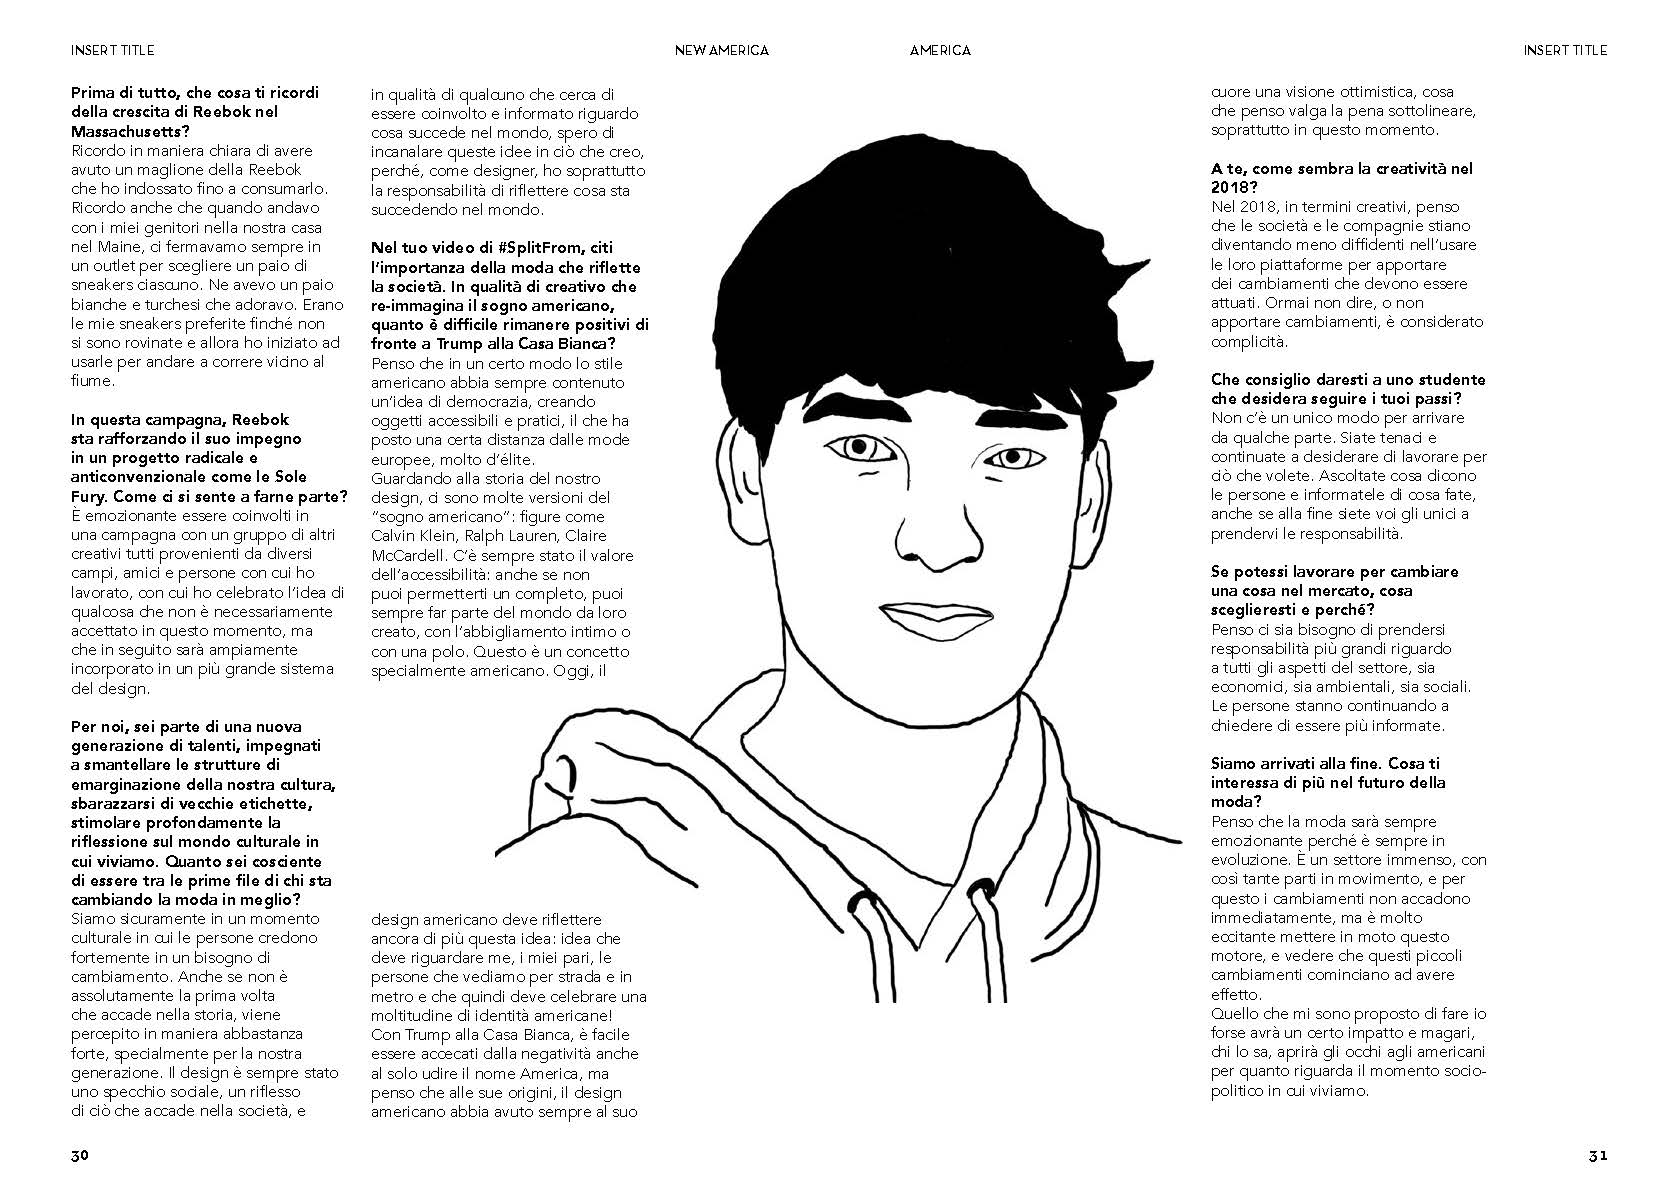 INSERT TITLE
NEW AMERICA
AMERICA
INSERT TITLE
Prima di tutto, che cosa ti ricordi
della crescita di Reebok nel
Massachusetts?
Ricordo in maniera chiara di avere
avuto un maglione della Reebok
che ho indossato fino a consumarlo.
Ricordo anche che quando andavo
con i miei genitori nella nostra casa
nel Maine, ci fermavamo sempre in
un outlet per scegliere un paio di
sneakers ciascuno. Ne avevo un paio
bianche e turchesi che adoravo. Erano
le mie sneakers preferite finché non
si sono rovinate e allora ho iniziato ad
usarle per andare a correre vicino al
fiume.
In questa campagna, Reebok
sta rafforzando il suo impegno
in un progetto radicale e
anticonvenzionale come le Sole
Fury. Come ci si sente a farne parte?
È emozionante essere coinvolti in
una campagna con un gruppo di altri
creativi tutti provenienti da diversi
campi, amici e persone con cui ho
lavorato, con cui ho celebrato l'idea di
qualcosa che non è necessariamente
accettato in questo momento, ma
che in seguito sarà ampiamente
incorporato in un più grande sistema
del design.
Per noi, sei parte di una nuova
generazione di talenti, impegnati
a smantellare le strutture di
emarginazione della nostra cultura,
sbarazzarsi di vecchie etichette,
stimolare profondamente la
riflessione sul mondo culturale in
cui viviamo. Quanto sei cosciente
di essere tra le prime file di chi sta
cambiando la moda in meglio?
Siamo sicuramente in un momento
culturale in cui le persone credono
fortemente in un bisogno di
cambiamento. Anche se non è
assolutamente la prima volta
che accade nella storia, viene
percepito in maniera abbastanza
forte, specialmente per la nostra
generazione. Il design è sempre stato
uno specchio sociale, un riflesso
di ciò che accade nella società, e
in qualità di qualcuno che cerca di
essere coinvolto e informato riguardo
cosa succede nel mondo, spero di
incanalare queste idee in ciò che creo,
perché, come designer, ho soprattutto
la responsabilità di riflettere cosa sta
succedendo nel mondo.
Nel tuo video di #SplitFrom, citi
l'importanza della moda che riflette
la società. In qualità di creativo che
re-immagina il sogno americano,
quanto è difficile rimanere positivi di
fronte a Trump alla Casa Bianca?
Penso che in un certo modo lo stile
americano abbia sempre contenuto
un'idea di democrazia, creando
oggetti accessibili e pratici, il che ha
posto una certa distanza dalle mode
europee, molto d'élite.
Guardando alla storia del nostro
design, ci sono molte versioni del
"sogno americano": figure come
Calvin Klein, Ralph Lauren, Claire
McCardell. C'è sempre stato il valore
dell'accessibilità: anche se non
puoi permetterti un completo, puoi
sempre far parte del mondo da loro
creato, con l'abbigliamento intimo o
con una polo. Questo è un concetto
specialmente americano. Oggi, il
design americano deve riflettere
ancora di più questa idea: idea che
deve riguardare me, i miei pari, le
persone che vediamo per strada e in
metro e che quindi deve celebrare una
moltitudine di identità americane!
Con Trump alla Casa Bianca, è facile
essere accecati dalla negatività anche
al solo udire il nome America, ma
penso che alle sue origini, il design
americano abbia avuto sempre al suo
cuore una visione ottimistica, cosa
che penso valga la pena sottolineare,
soprattutto in questo momento.
A te, come sembra la creatività nel
2018?
Nel 2018, in termini creativi, penso
che le società e le compagnie stiano
diventando meno diffidenti nell'usare
le loro piattaforme per apportare
dei cambiamenti che devono essere
attuati. Ormai non dire, o non
apportare cambiamenti, è considerato
complicità.
Che consiglio daresti a uno studente
che desidera seguire i tuoi passi?
Non c'è un unico modo per arrivare
da qualche parte. Siate tenaci e
continuate a desiderare di lavorare per
ciò che volete. Ascoltate cosa dicono
le persone e informatele di cosa fate,
anche se alla fine siete voi gli unici a
prendervi le responsabilità.
Se potessi lavorare per cambiare
una cosa nel mercato, cosa
sceglieresti e perché?
Penso ci sia bisogno di prendersi
responsabilità più grandi riguardo
a tutti gli aspetti del settore, sia
economici, sia ambientali, sia sociali.
Le persone stanno continuando a
chiedere di essere più informate.
Siamo arrivati alla fine. Cosa ti
interessa di più nel futuro della
moda?
Penso che la moda sarà sempre
emozionante perché è sempre in
evoluzione. È un settore immenso, con
così tante parti in movimento, e per
questo i cambiamenti non accadono
immediatamente, ma è molto
eccitante mettere in moto questo
motore, e vedere che questi piccoli
cambiamenti cominciano ad avere
effetto.
Quello che mi sono proposto di fare io
forse avrà un certo impatto e magari,
chi lo sa, aprirà gli occhi agli americani
per quanto riguarda il momento socio-
politico in cui viviamo.
30
31